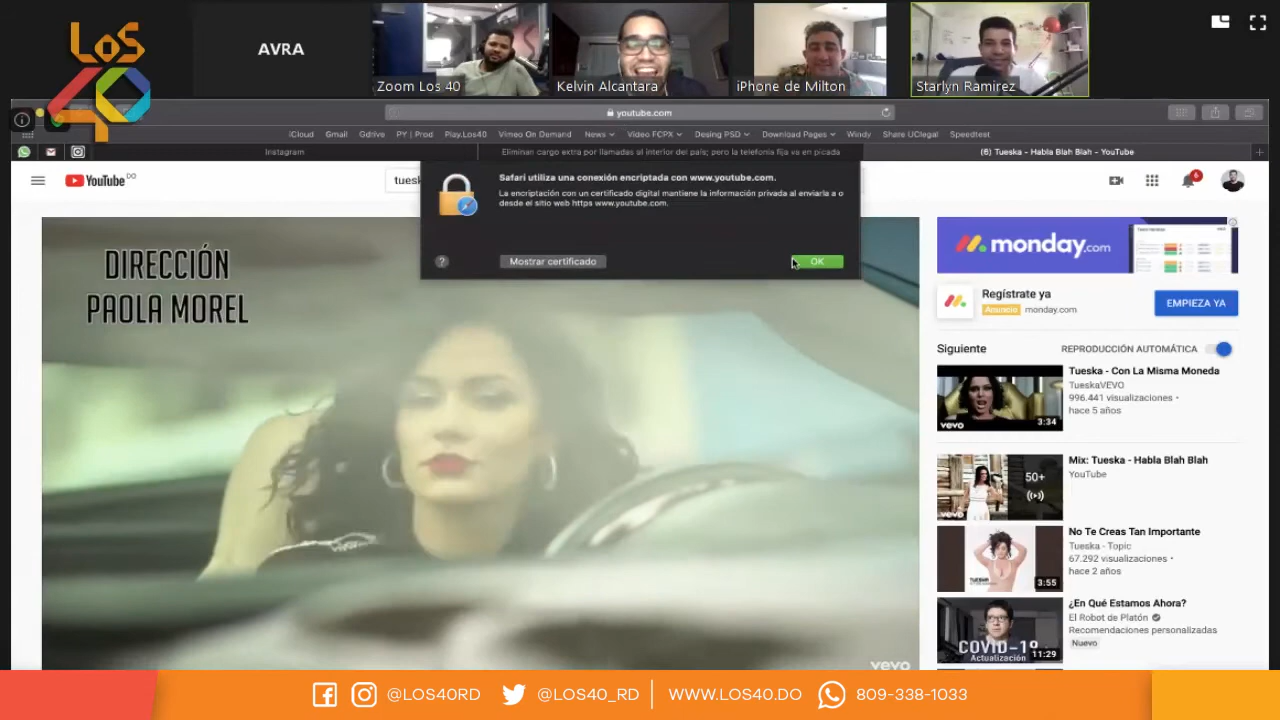 LOS
40
AVRA
Zoom Los 40
Kelvin Alcantara
iPhone de Milton
Starlyn Ramirez
youtube.com
iCloud Gmail Gdrive PY | Prod Play.Los40 Vimeo On Demand News Video FCPX Desing PSD Download Pages Windy Share UClegal Speedtest
Instagram
Eliminan cargo extra por llamadas al interior del país; pero la telefonía fija va en picada
(6) Tueska - Habla Blah Blah - YouTube
YouTube DO
tuesk
6
Safari utiliza una conexión encriptada con www.youtube.com.
La encriptación con un certificado digital mantiene la información privada al enviarla a o
desde el sitio web https www.youtube.com.
?
Mostrar certificado
OK
DIRECCIÓN
PAOLA MOREL
vevo
monday.com
Regístrate ya
Anuncio monday.com
EMPIEZA YA
Siguiente
REPRODUCCIÓN AUTOMÁTICA
Tueska - Con La Misma Moneda
TueskaVEVO
996.441 visualizaciones •
hace 5 años
vevo
3:34
Mix: Tueska - Habla Blah Blah
YouTube
50+
vevo
No Te Creas Tan Importante
Tueska - Topic
67.292 visualizaciones •
hace 2 años
TUESKA
3:55
¿En Qué Estamos Ahora?
El Robot de Platón
Recomendaciones personalizadas
Nuevo
COVID-19
Actualización
11:29
@LOS40RD
@LOS40_RD
WWW.LOS40.DO
809-338-1033